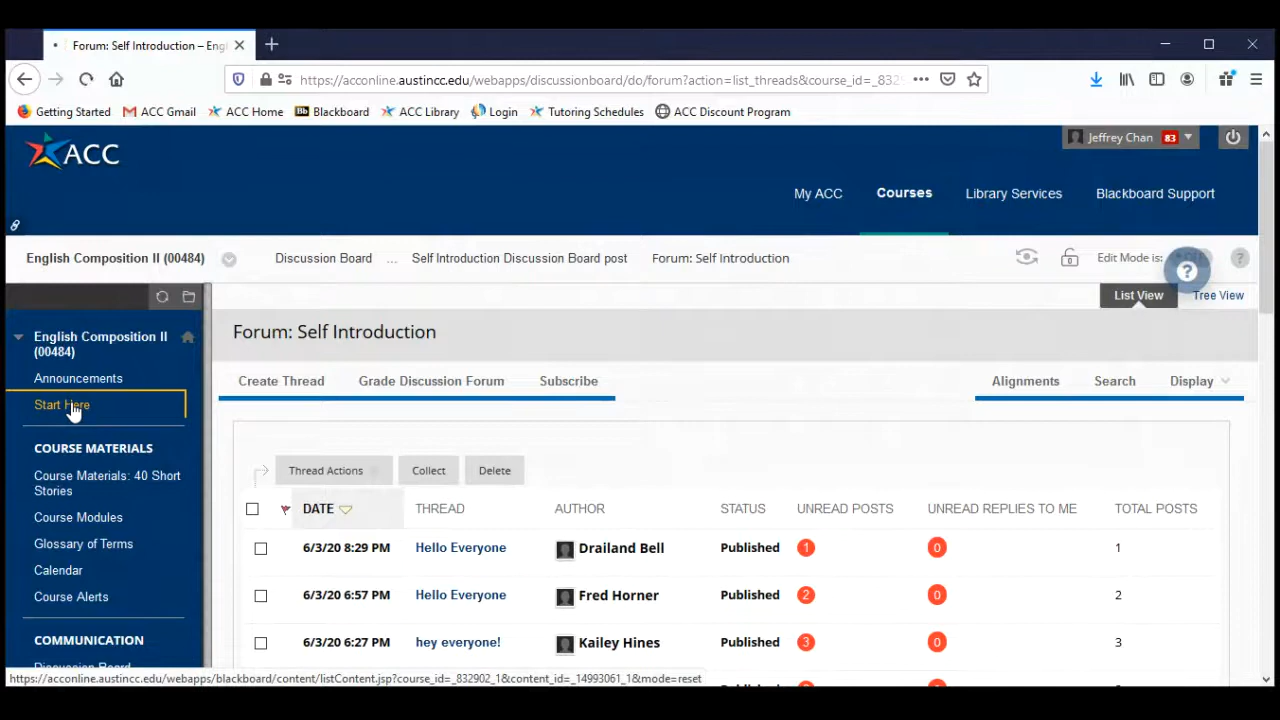 Forum: Self Introduction – Eng
https://acconline.austincc.edu/webapps/discussionboard/do/forum?action=list_threads&course_id=_8329
Getting Started
ACC Gmail
ACC Home
Bb Blackboard
ACC Library
Login
Tutoring Schedules
ACC Discount Program
ACC
Jeffrey Chan 83
My ACC
Courses
Library Services
Blackboard Support
English Composition II (00484)
Discussion Board
...
Self Introduction Discussion Board post
Forum: Self Introduction
Edit Mode is:
?
?
List View
Tree View
English Composition II
(00484)
Announcements
Start Here
COURSE MATERIALS
Course Materials: 40 Short
Stories
Course Modules
Glossary of Terms
Calendar
Course Alerts
COMMUNICATION
Discussion Board
Forum: Self Introduction
Create Thread
Grade Discussion Forum
Subscribe
Alignments
Search
Display
Thread Actions
Collect
Delete
DATE THREAD AUTHOR STATUS UNREAD POSTS UNREAD REPLIES TO ME TOTAL POSTS
6/3/20 8:29 PM Hello Everyone Drailand Bell Published 1 0 1
6/3/20 6:57 PM Hello Everyone Fred Horner Published 2 0 2
6/3/20 6:27 PM hey everyone! Kailey Hines Published 3 0 3
https://acconline.austincc.edu/webapps/blackboard/content/listContent.jsp?course_id=_832902_1&content_id=_14993061_1&mode=reset